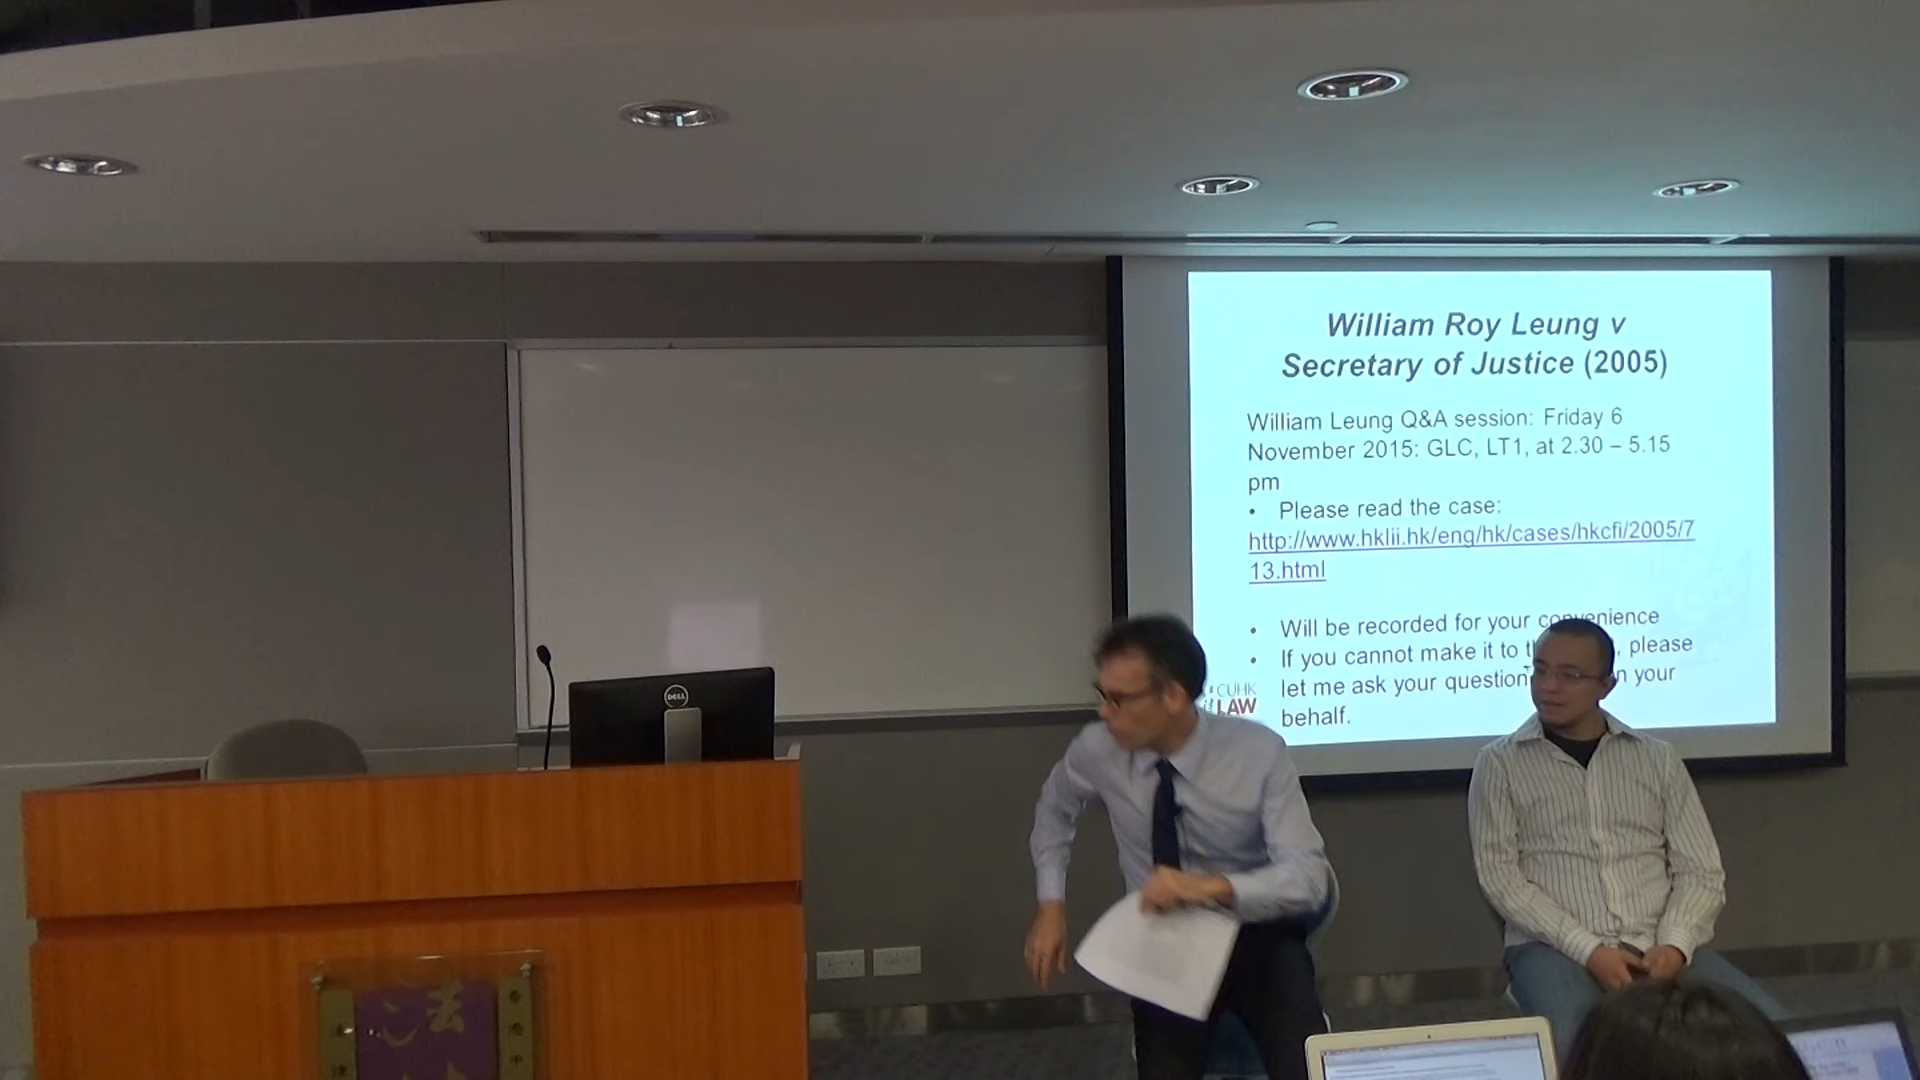 William Roy Leung v
Secretary of Justice (2005)
William Leung Q&A session: Friday 6
November 2015: GLC, LT1, at 2.30 – 5.15
pm
• Please read the case:
http://www.hklii.hk/eng/hk/cases/hkcfi/2005/7
13.html
• Will be recorded for your convenience
• If you cannot make it to , please
let me ask your question your
behalf.
CUHK
LAW
DELL